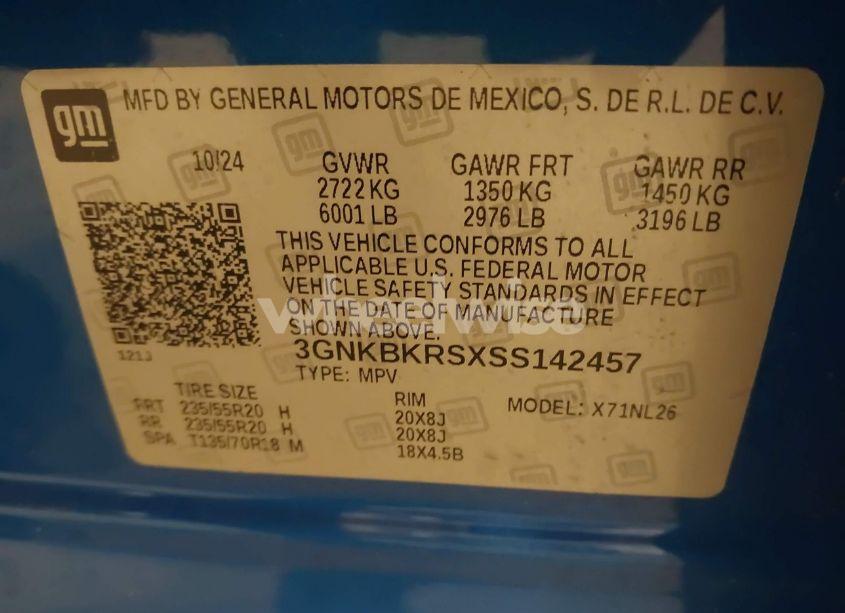 gm MFD BY GENERAL MOTORS DE MEXICO, S. DE R.L. DE C.V.
10/24 GVWR GAWR FRT GAWR RR
2722 KG 1350 KG 1450 KG
6001 LB 2976 LB 3196 LB
THIS VEHICLE CONFORMS TO ALL
APPLICABLE U.S. FEDERAL MOTOR
VEHICLE SAFETY STANDARDS IN EFFECT
ON THE DATE OF MANUFACTURE
SHOWN ABOVE.
121J
3GNKBKRSXSS142457
TYPE: MPV
TIRE SIZE RIM MODEL: X71NL26
FRT 235/55R20 H 20X8J
RR 235/55R20 H 20X8J
SPA T135/70R18 M 18X4.5B